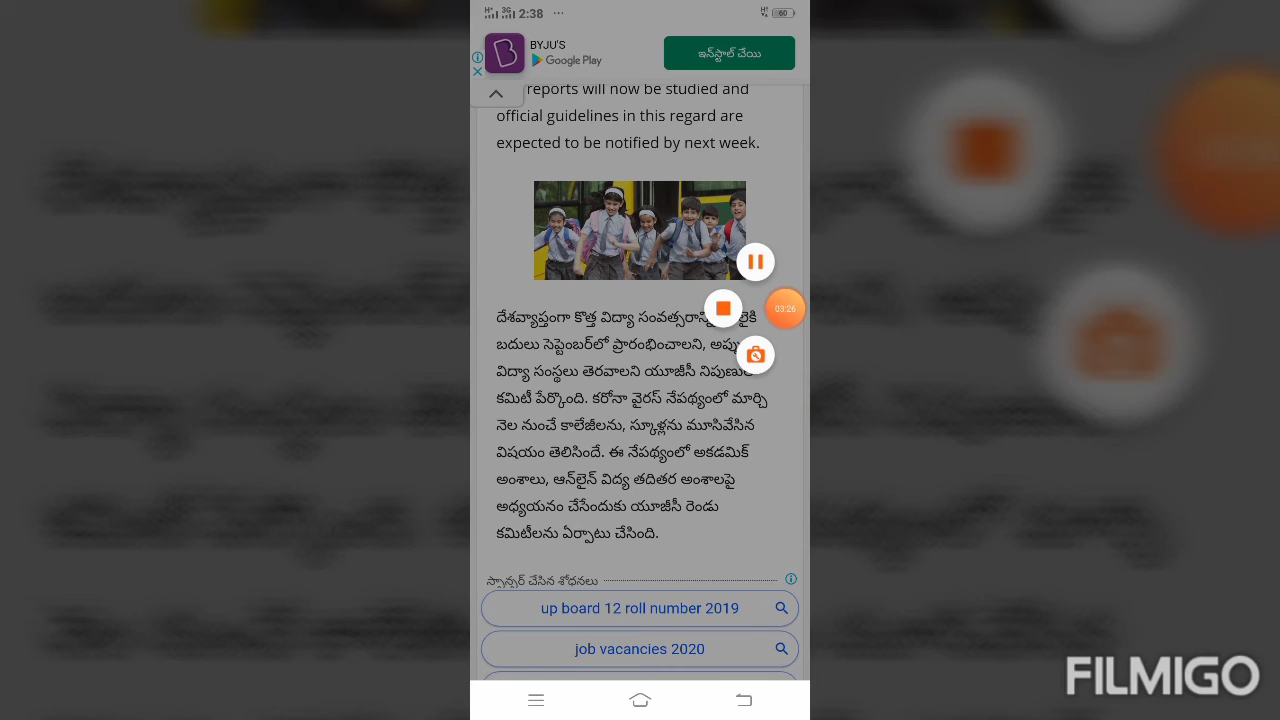 H+ 3G 2:38 ...
60
BYJU'S
Google Play
ఇన్‌స్టాల్ చేయి
reports will now be studied and
official guidelines in this regard are
expected to be notified by next week.
దేశవ్యాప్తంగా కొత్త విద్యా
బదులు సెప్టెంబర్‌లో ప్రారంభించాలని,
విద్యా సంస్థలు తెరవాలని యూజీసీ
కమిటీ పేర్కొంది. కరోనా వైరస్ నేపథ్యంలో మార్చి
నెల నుంచే కాలేజీలను, స్కూళ్లను మూసివేసిన
విషయం తెలిసిందే. ఈ నేపథ్యంలో అకడమిక్
అంశాలు, ఆన్‌లైన్ విద్య తదితర అంశాలపై
అధ్యయనం చేసేందుకు యూజీసీ రెండు
కమిటీలను ఏర్పాటు చేసింది.
03:26
స్పాన్సర్ చేసిన శోధనలు
up board 12 roll number 2019
job vacancies 2020
FILMIGO